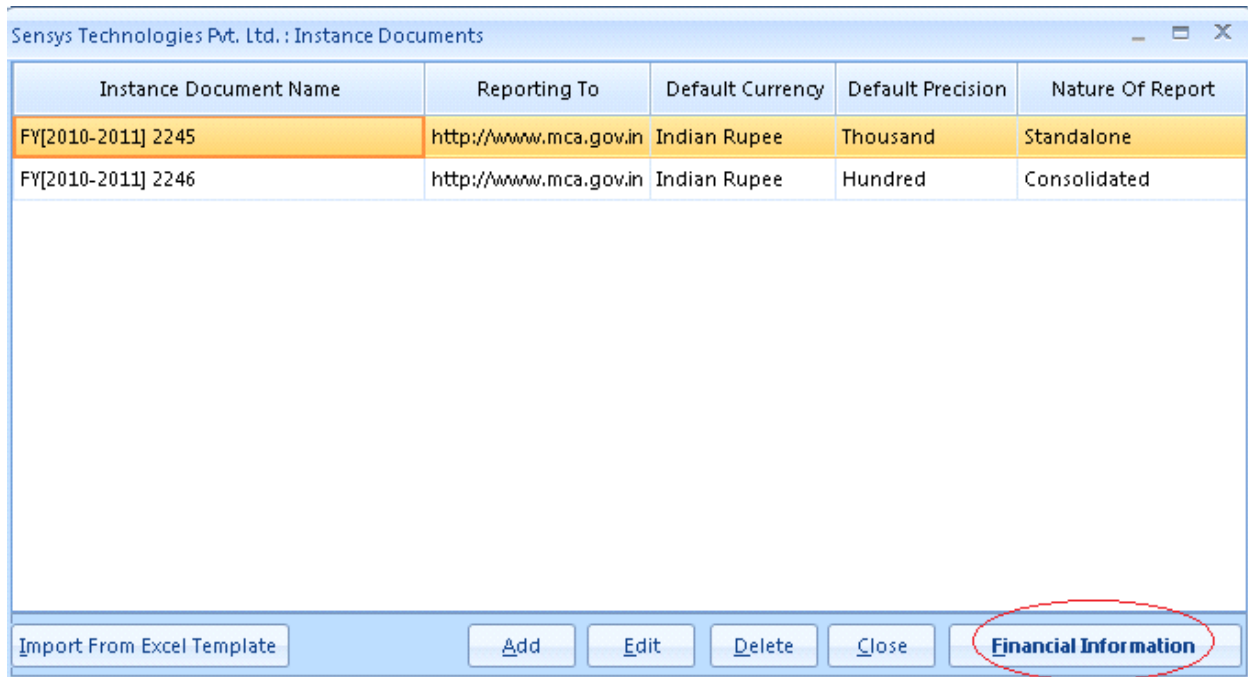 Sensys Technologies Pvt. Ltd. : Instance Documents
Instance Document Name Reporting To Default Currency Default Precision Nature Of Report
FY[2010-2011] 2245 http://www.mca.gov.in Indian Rupee Thousand Standalone
FY[2010-2011] 2246 http://www.mca.gov.in Indian Rupee Hundred Consolidated
Import From Excel Template Add Edit Delete Close Financial Information